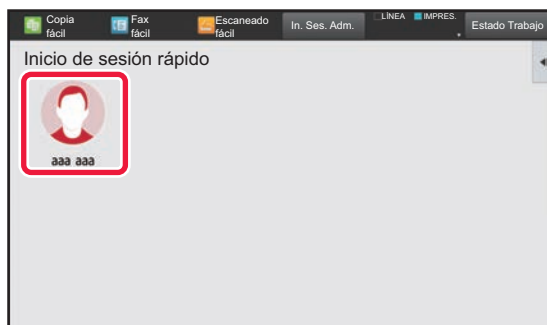 Copia
fácil
Fax
fácil
Escaneado
fácil
In. Ses. Adm.
LÍNEA
IMPRES.
Estado Trabajo
Inicio de sesión rápido
aaa aaa